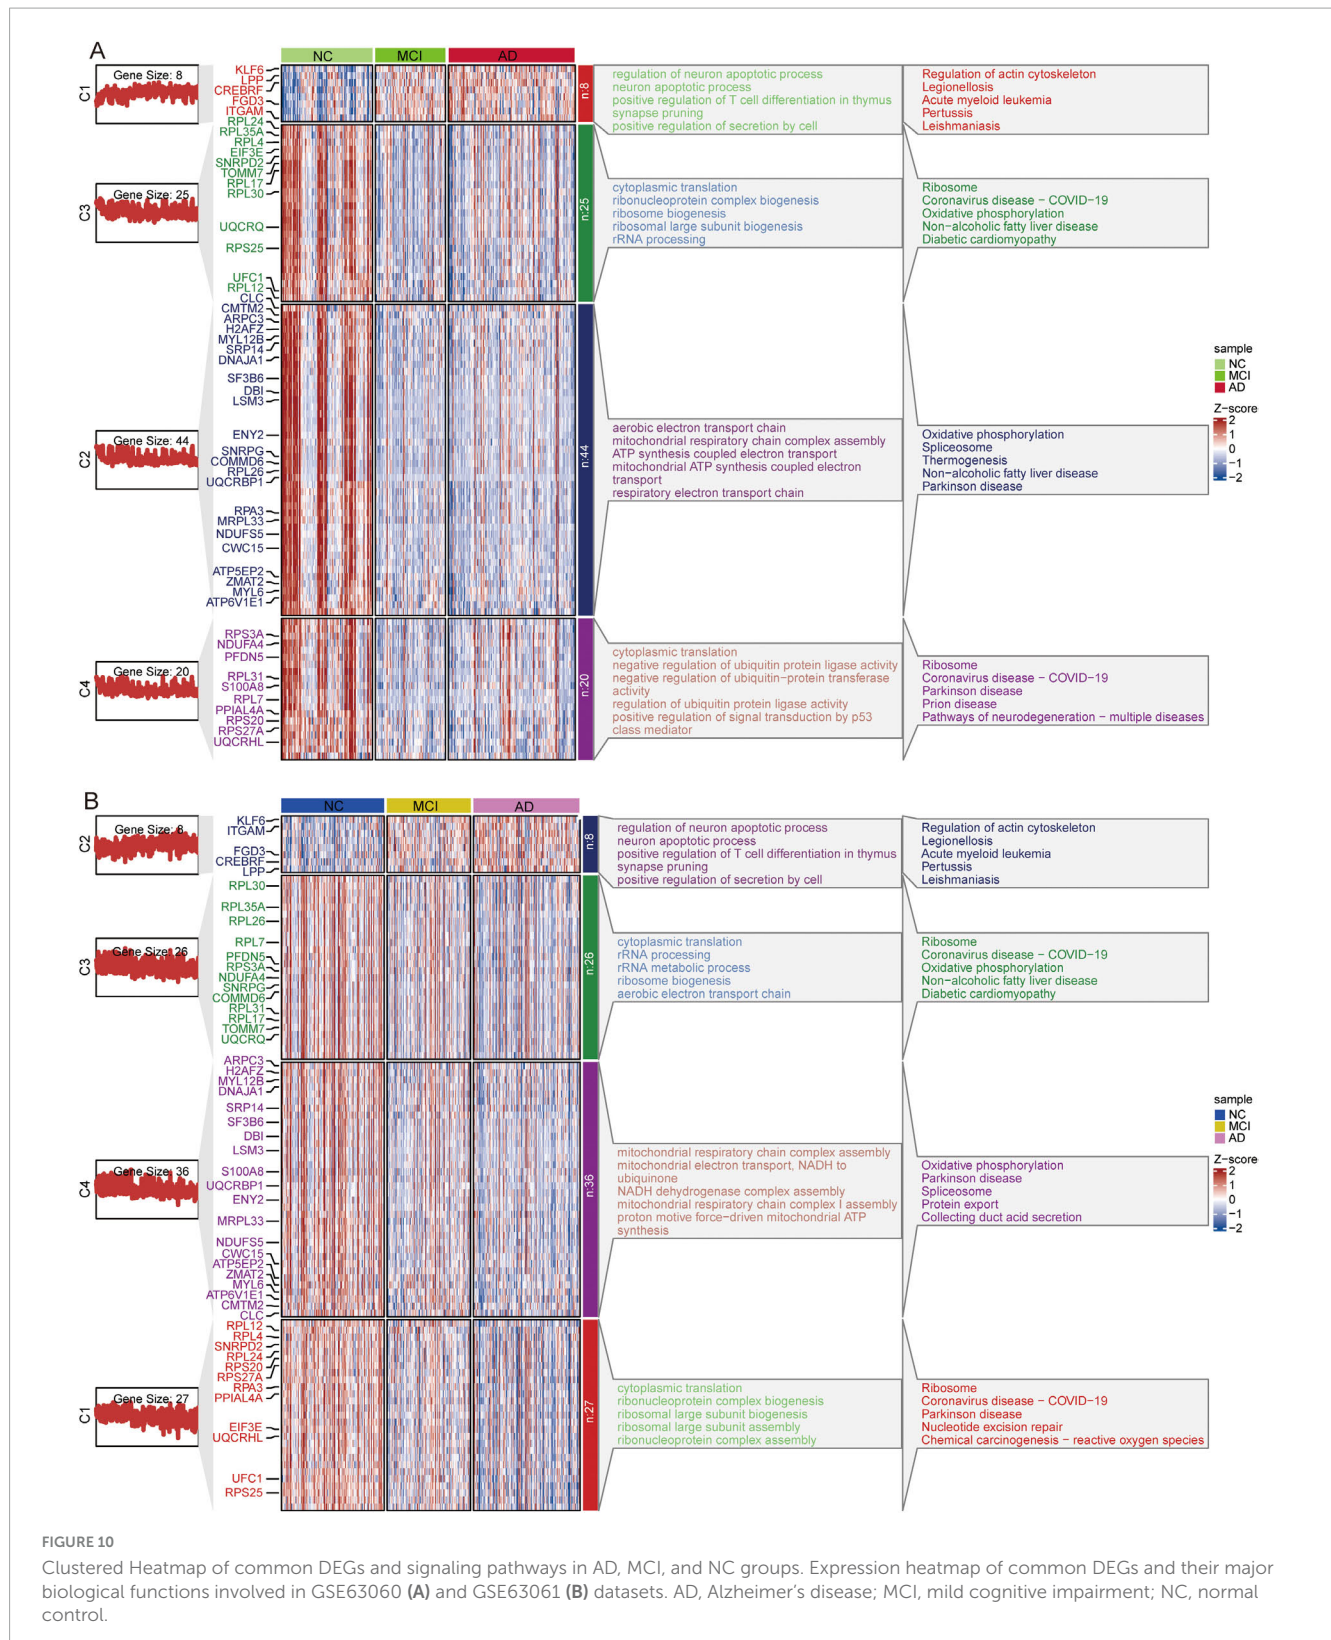 A
NC
MCI
AD
C1
Gene Size: 8
KLF6
LPP
CREBRF
FGD3
ITGAM
n:8
regulation of neuron apoptotic process
neuron apoptotic process
positive regulation of T cell differentiation in thymus
synapse pruning
positive regulation of secretion by cell
Regulation of actin cytoskeleton
Legionellosis
Acute myeloid leukemia
Pertussis
Leishmaniasis
C3
Gene Size: 25
RPL24
RPL35A
RPL4
EIF3E
SNRPD2
TOMM7
RPL17
RPL30
UQCRQ
RPS25
UFC1
RPL12
n:25
cytoplasmic translation
ribonucleoprotein complex biogenesis
ribosome biogenesis
ribosomal large subunit biogenesis
rRNA processing
Ribosome
Coronavirus disease − COVID−19
Oxidative phosphorylation
Non−alcoholic fatty liver disease
Diabetic cardiomyopathy
C2
Gene Size: 44
CLC
CMTM2
ARPC3
H2AFZ
MYL12B
SRP14
DNAJA1
SF3B6
DBI
LSM3
ENY2
SNRPG
COMMD6
RPL26
UQCRBP1
RPA3
MRPL33
NDUFS5
CWC15
ATP5EP2
ZMAT2
MYL6
ATP6V1E1
n:44
aerobic electron transport chain
mitochondrial respiratory chain complex assembly
ATP synthesis coupled electron transport
mitochondrial ATP synthesis coupled electron
transport
respiratory electron transport chain
Oxidative phosphorylation
Spliceosome
Thermogenesis
Non−alcoholic fatty liver disease
Parkinson disease
C4
Gene Size: 20
RPS3A
NDUFA4
PFDN5
RPL31
S100A8
RPL7
PPIAL4A
RPS20
RPS27A
UQCRHL
n:20
cytoplasmic translation
negative regulation of ubiquitin protein ligase activity
negative regulation of ubiquitin−protein transferase
activity
regulation of ubiquitin protein ligase activity
positive regulation of signal transduction by p53
class mediator
Ribosome
Coronavirus disease − COVID−19
Parkinson disease
Prion disease
Pathways of neurodegeneration − multiple diseases
sample
NC
MCI
AD
Z−score
2
1
0
−1
−2
B
NC
MCI
AD
C2
Gene Size: 8
KLF6
ITGAM
FGD3
CREBRF
LPP
n:8
regulation of neuron apoptotic process
neuron apoptotic process
positive regulation of T cell differentiation in thymus
synapse pruning
positive regulation of secretion by cell
Regulation of actin cytoskeleton
Legionellosis
Acute myeloid leukemia
Pertussis
Leishmaniasis
C3
Gene Size: 26
RPL30
RPL35A
RPL26
RPL7
PFDN5
RPS3A
NDUFA4
SNRPG
COMMD6
RPL31
RPL17
TOMM7
UQCRQ
n:26
cytoplasmic translation
rRNA processing
rRNA metabolic process
ribosome biogenesis
aerobic electron transport chain
Ribosome
Coronavirus disease − COVID−19
Oxidative phosphorylation
Non−alcoholic fatty liver disease
Diabetic cardiomyopathy
C4
Gene Size: 36
ARPC3
H2AFZ
MYL12B
DNAJA1
SRP14
SF3B6
DBI
LSM3
S100A8
UQCRBP1
ENY2
MRPL33
NDUFS5
CWC15
ATP5EP2
ZMAT2
MYL6
ATP6V1E1
CMTM2
CLC
n:36
mitochondrial respiratory chain complex assembly
mitochondrial electron transport, NADH to
ubiquinone
NADH dehydrogenase complex assembly
mitochondrial respiratory chain complex I assembly
proton motive force−driven mitochondrial ATP
synthesis
Oxidative phosphorylation
Parkinson disease
Spliceosome
Protein export
Collecting duct acid secretion
C1
Gene Size: 27
RPL12
RPL4
SNRPD2
RPL24
RPS20
RPS27A
RPA3
PPIAL4A
EIF3E
UQCRHL
UFC1
RPS25
n:27
cytoplasmic translation
ribonucleoprotein complex biogenesis
ribosomal large subunit biogenesis
ribosomal large subunit assembly
ribonucleoprotein complex assembly
Ribosome
Coronavirus disease − COVID−19
Parkinson disease
Nucleotide excision repair
Chemical carcinogenesis − reactive oxygen species
sample
NC
MCI
AD
Z−score
2
1
0
−1
−2
FIGURE 10
Clustered Heatmap of common DEGs and signaling pathways in AD, MCI, and NC groups. Expression heatmap of common DEGs and their major
biological functions involved in GSE63060 (A) and GSE63061 (B) datasets. AD, Alzheimer's disease; MCI, mild cognitive impairment; NC, normal
control.